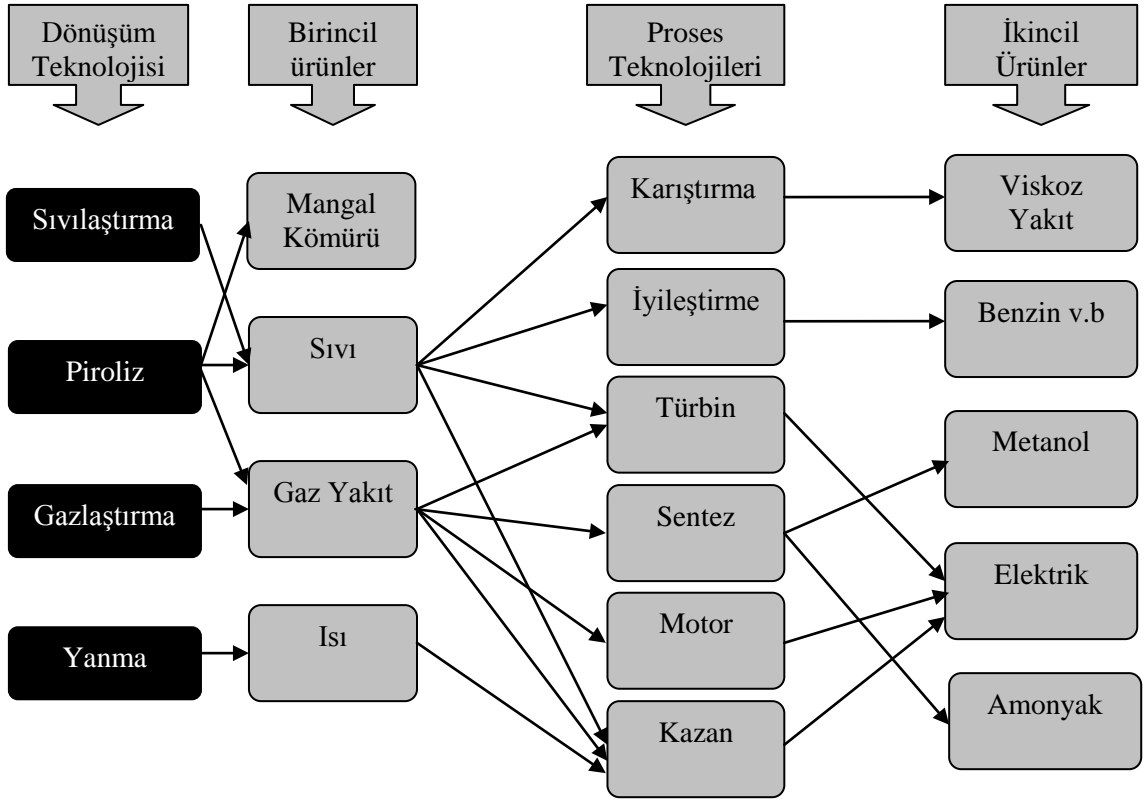 Dönüşüm
Teknolojisi
Birincil
ürünler
Proses
Teknolojileri
İkincil
Ürünler
Sıvılaştırma
Piroliz
Gazlaştırma
Yanma
Mangal
Kömürü
Sıvı
Gaz Yakıt
Isı
Karıştırma
İyileştirme
Türbin
Sentez
Motor
Kazan
Viskoz
Yakıt
Benzin v.b
Metanol
Elektrik
Amonyak